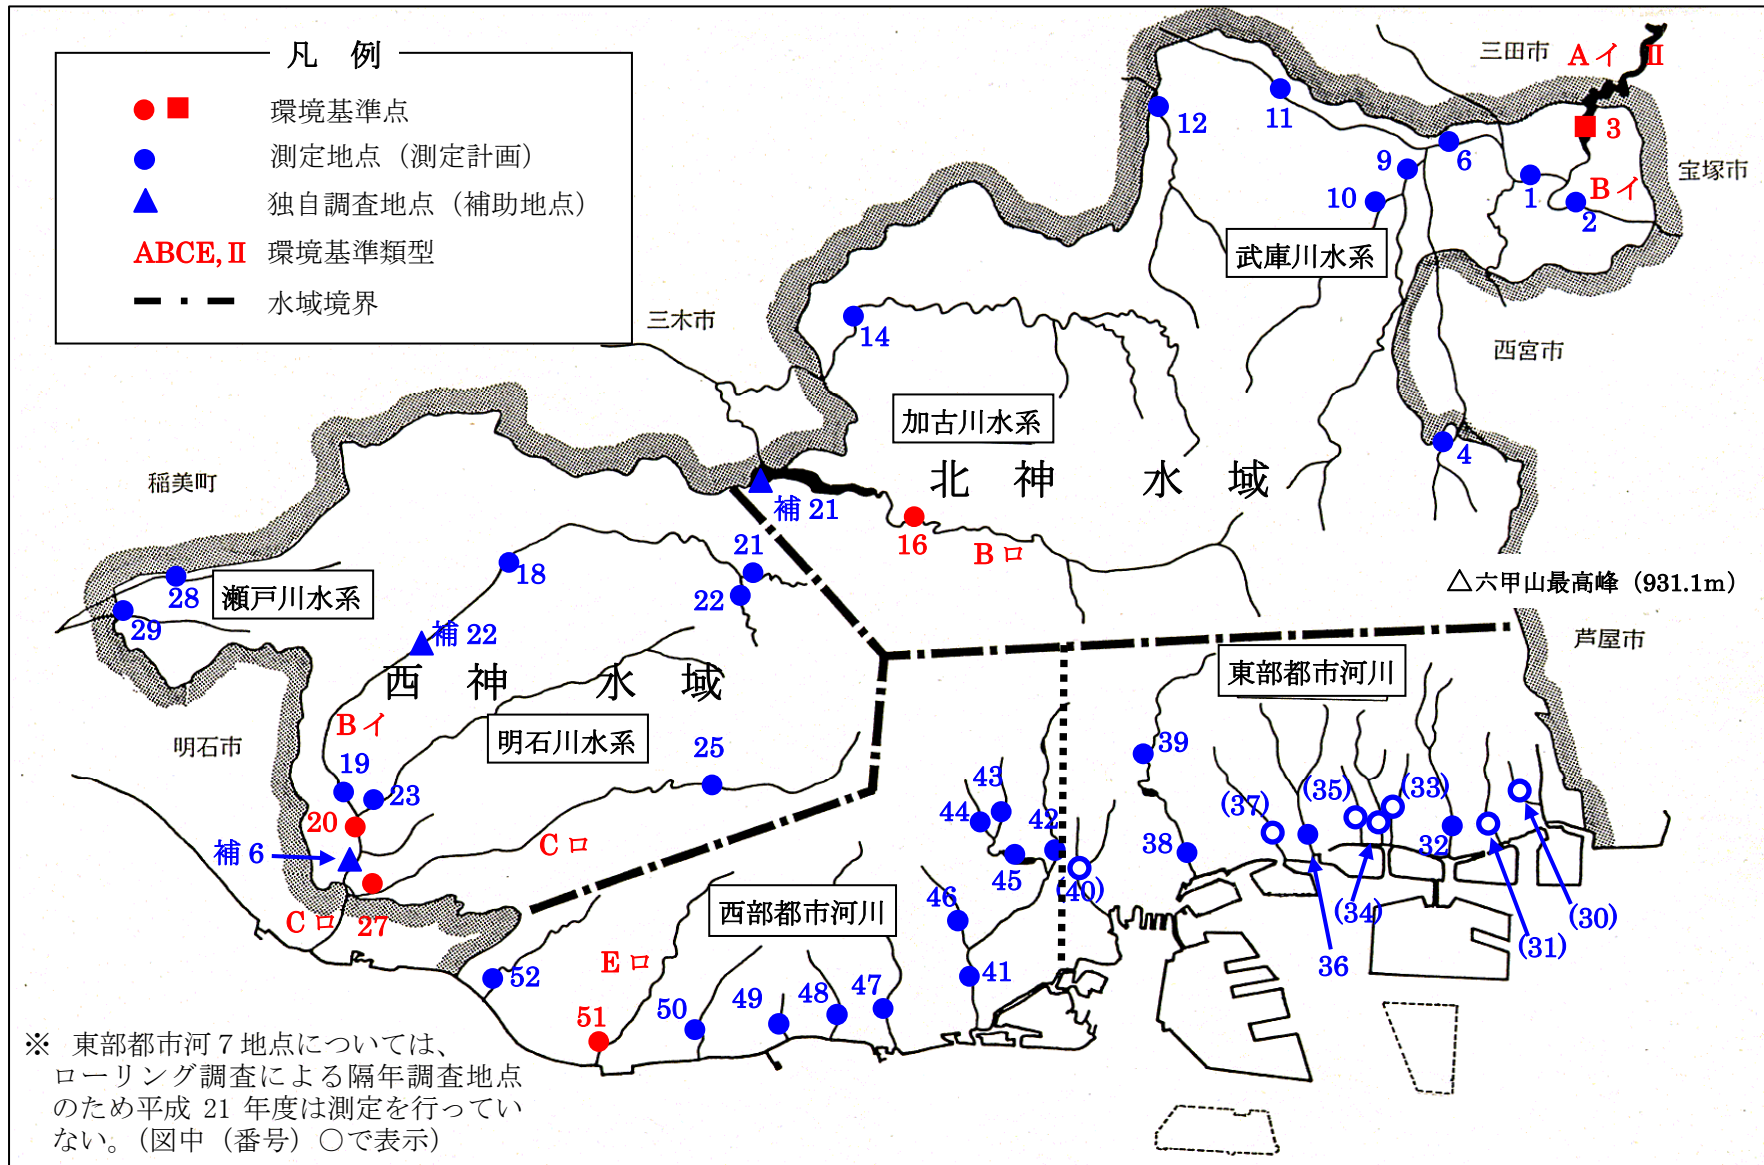 凡 例
環境基準点
測定地点（測定計画）
独自調査地点（補助地点）
ABCE, Ⅱ 環境基準類型
水域境界
三田市
Aイ Ⅱ
3
宝塚市
Bイ
12
11
6
9
10
1
2
武庫川水系
三木市
14
西宮市
加古川水系
4
北 神 水 域
稲美町
補 21
16
Bロ
21
18
22
28
瀬戸川水系
29
△六甲山最高峰（931.1m）
補 22
芦屋市
西 神 水 域
東部都市河川
Bイ
明石川水系
明石市
25
39
19
23
43
44
42
(37)
(35)
(33)
20
補 6
Cロ
38
32
45
(40)
46
西部都市河川
Cロ
27
(34)
(31)
(30)
36
Eロ
52
41
51
50
49
48
47
※ 東部都市河７地点については、
ローリング調査による隔年調査地点
のため平成 21 年度は測定を行ってい
ない。（図中（番号）○で表示）